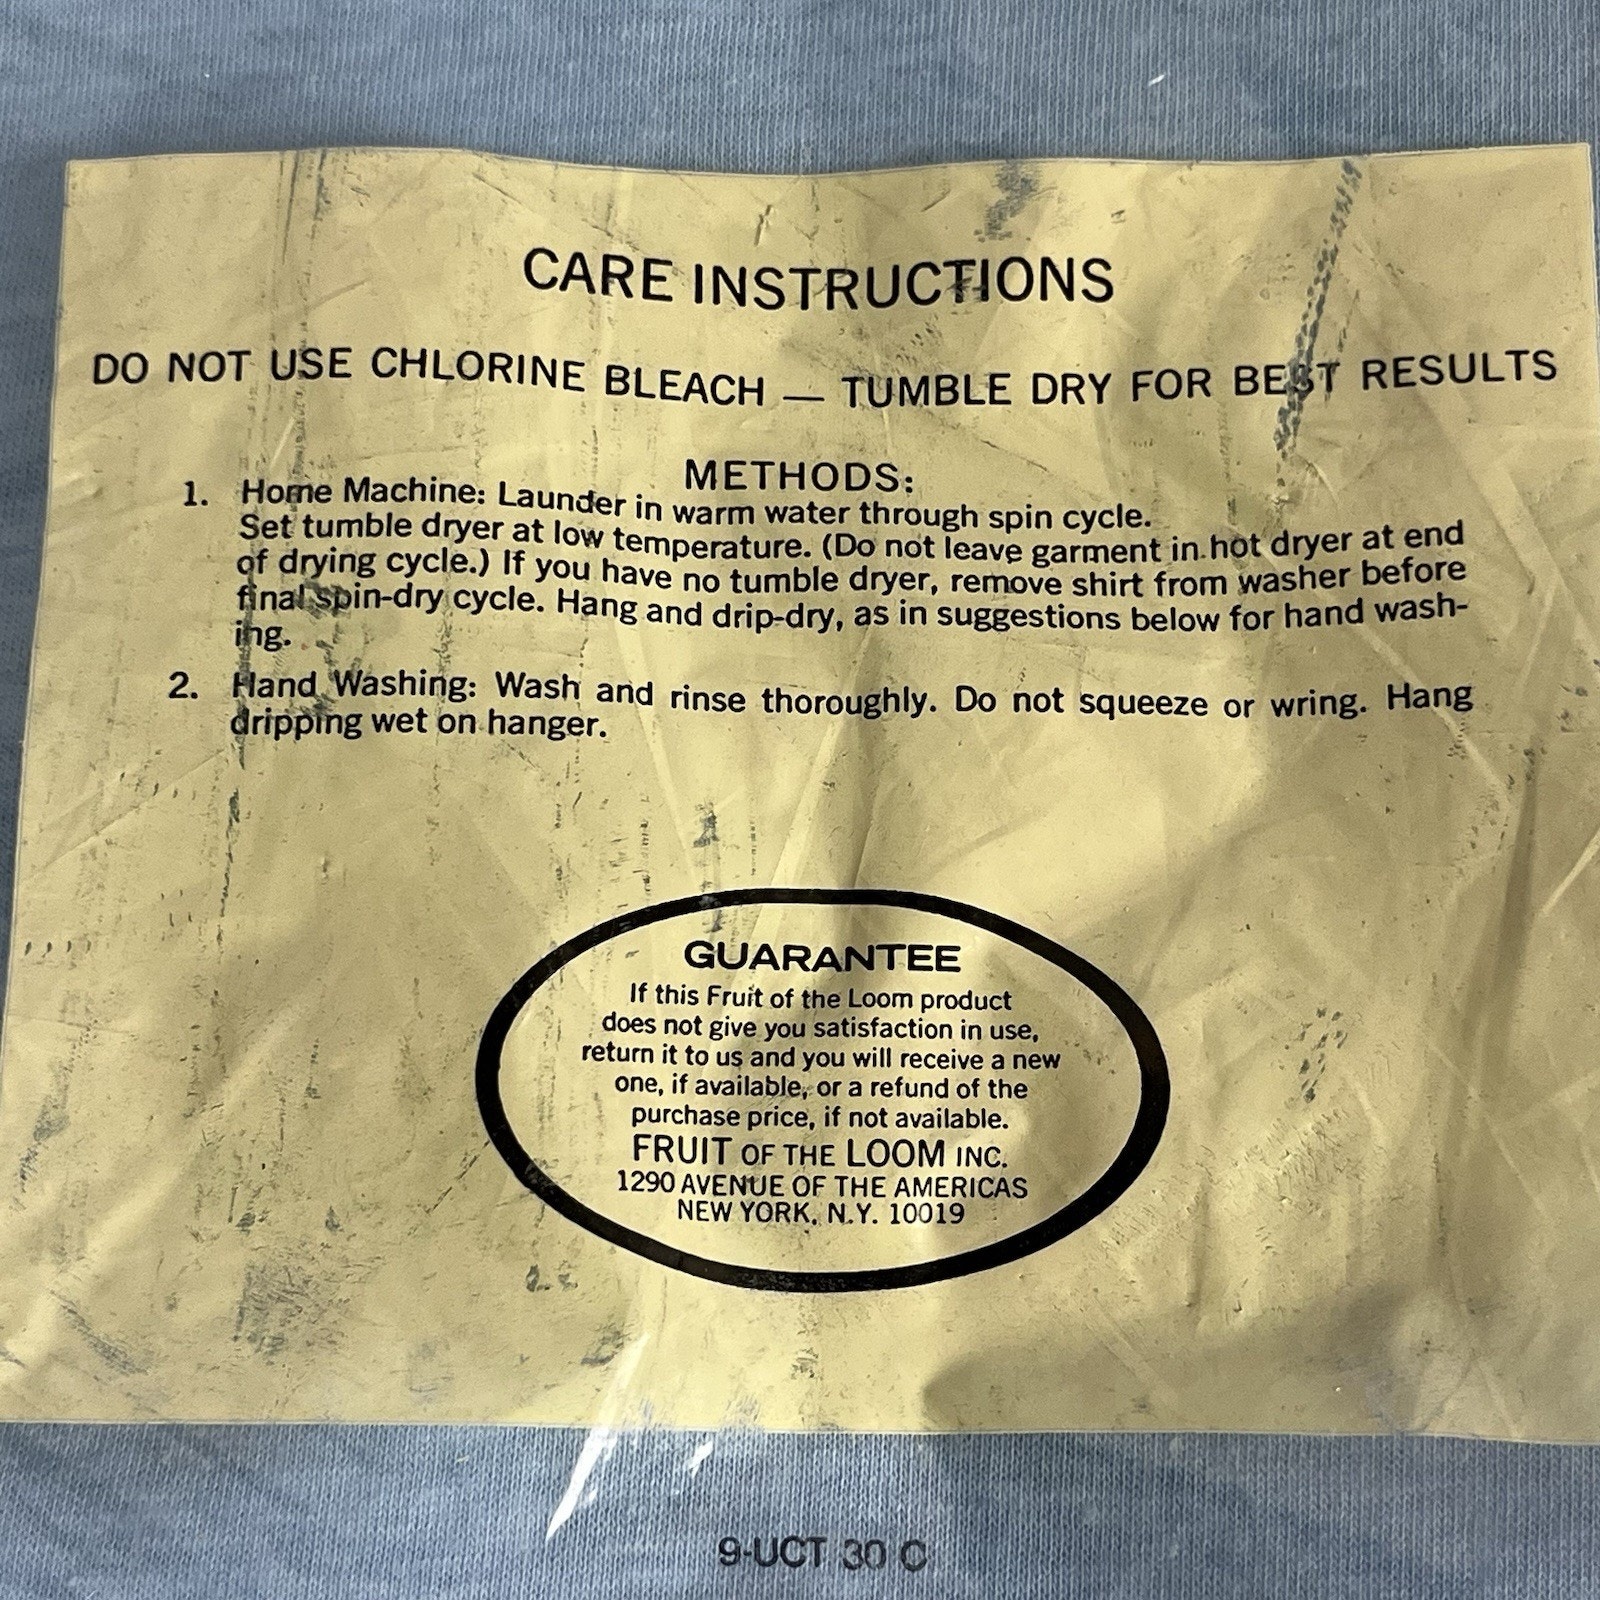 CARE INSTRUCTIONS
DO NOT USE CHLORINE BLEACH — TUMBLE DRY FOR BEST RESULTS
METHODS:
1. Home Machine: Launder in warm water through spin cycle.
Set tumble dryer at low temperature. (Do not leave garment in hot dryer at end
of drying cycle.) If you have no tumble dryer, remove shirt from washer before
final spin-dry cycle. Hang and drip-dry, as in suggestions below for hand wash-
ing.
2. Hand Washing: Wash and rinse thoroughly. Do not squeeze or wring. Hang
dripping wet on hanger.
GUARANTEE
If this Fruit of the Loom product
does not give you satisfaction in use,
return it to us and you will receive a new
one, if available, or a refund of the
purchase price, if not available.
FRUIT OF THE LOOM INC.
1290 AVENUE OF THE AMERICAS
NEW YORK, N.Y. 10019
9-UCT 30 C